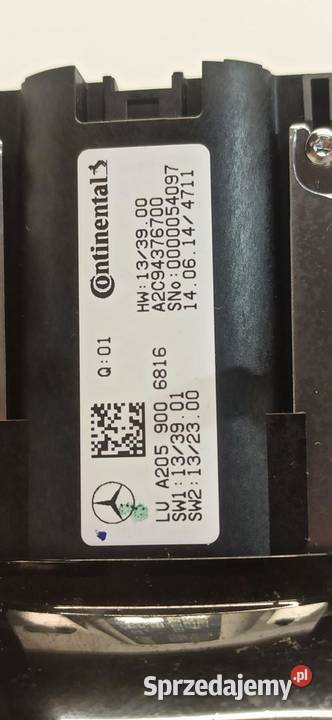 Continental
HW:13/39.00
A2C94376700
SNo:0000054097
14.06.14/4711
Q:01
LU A205 900 6816
SW1:13/39.01
SW2:13/23.00
Sprzedajemy.pl